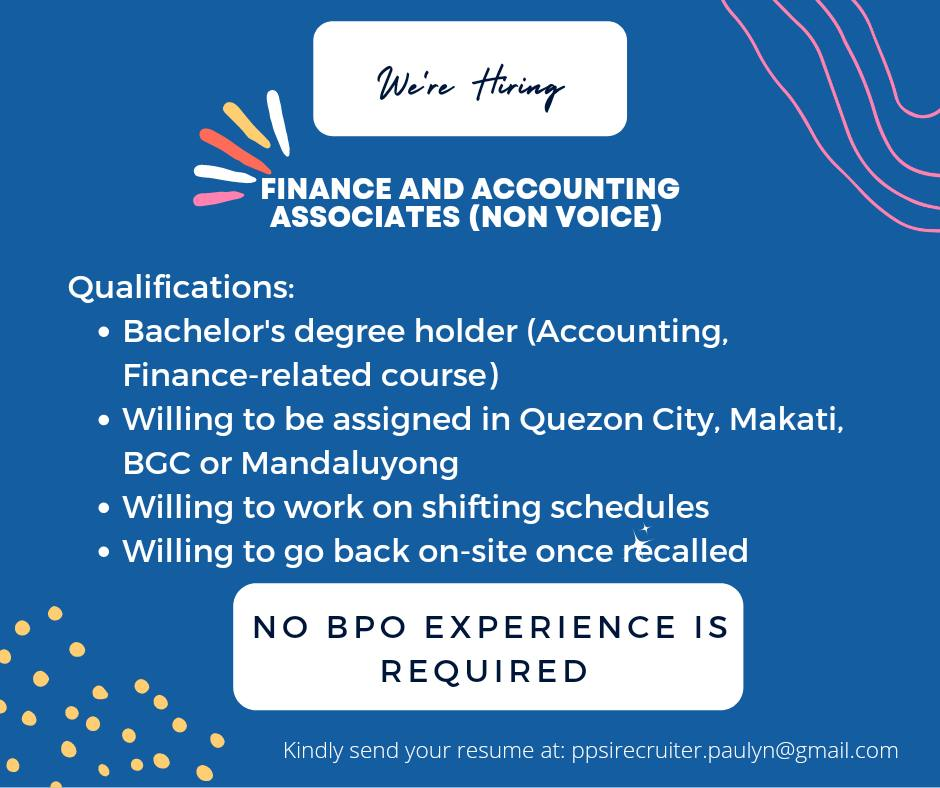 We're Hiring
FINANCE AND ACCOUNTING
ASSOCIATES (NON VOICE)
Qualifications:
• Bachelor's degree holder (Accounting,
Finance-related course)
• Willing to be assigned in Quezon City, Makati,
BGC or Mandaluyong
• Willing to work on shifting schedules
• Willing to go back on-site once recalled
NO BPO EXPERIENCE IS
REQUIRED
Kindly send your resume at: ppsirecruiter.paulyn@gmail.com